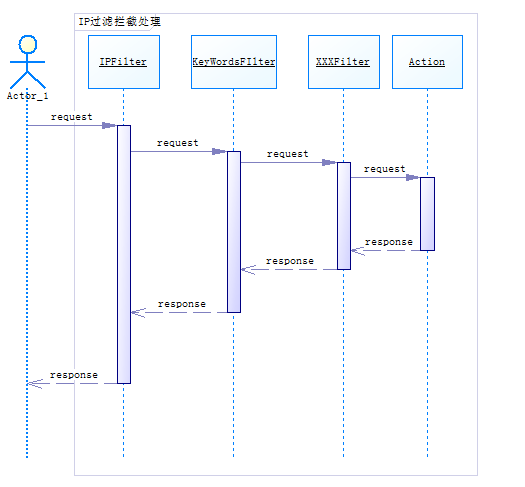 IP过滤拦截处理
IPFilter
KeyWordsFIlter
XXXFilter
Action
Actor_1
request
request
request
request
response
response
response
response